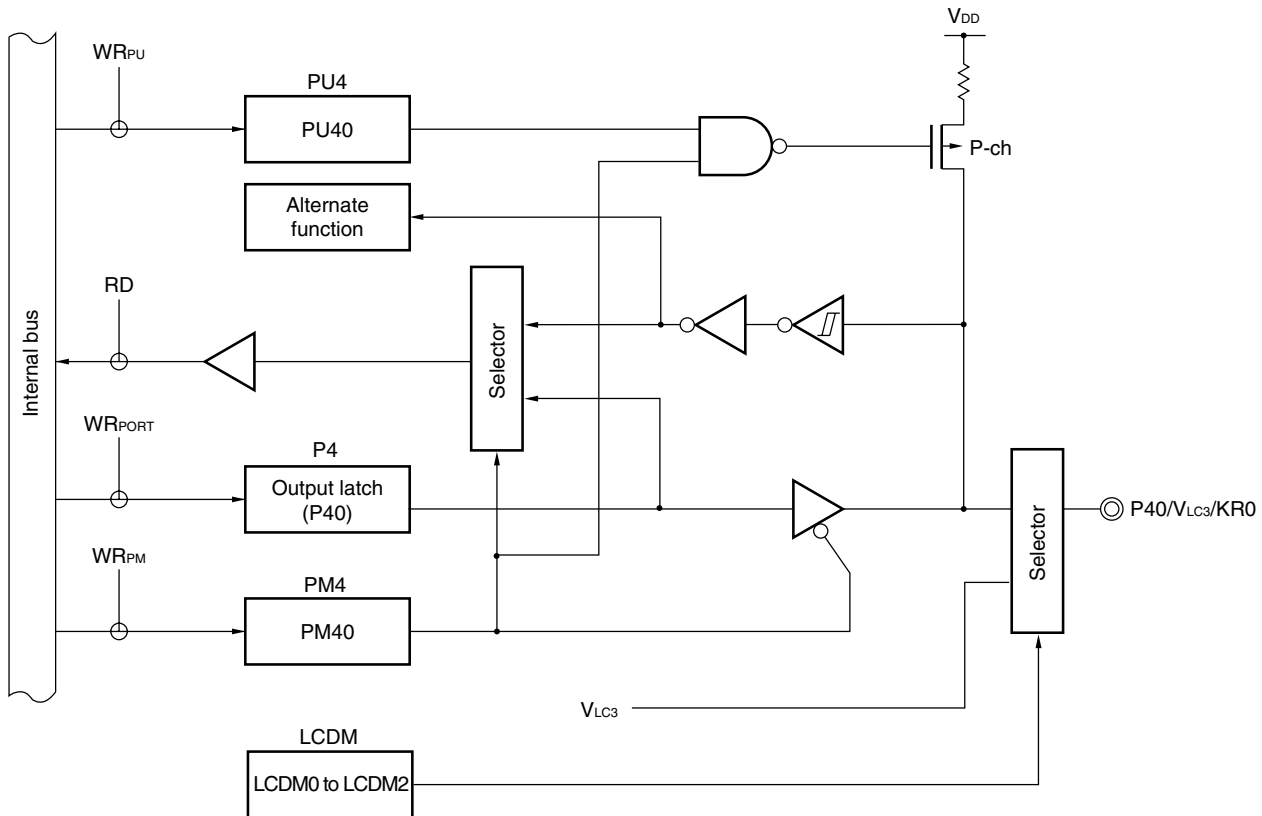 VDD
WRPU
PU4
PU40
P-ch
Alternate
function
RD
Selector
Internal bus
WRPORT
P4
Output latch
(P40)
Selector
P40/VLC3/KR0
WRPM
PM4
PM40
VLC3
LCDM
LCDM0 to LCDM2